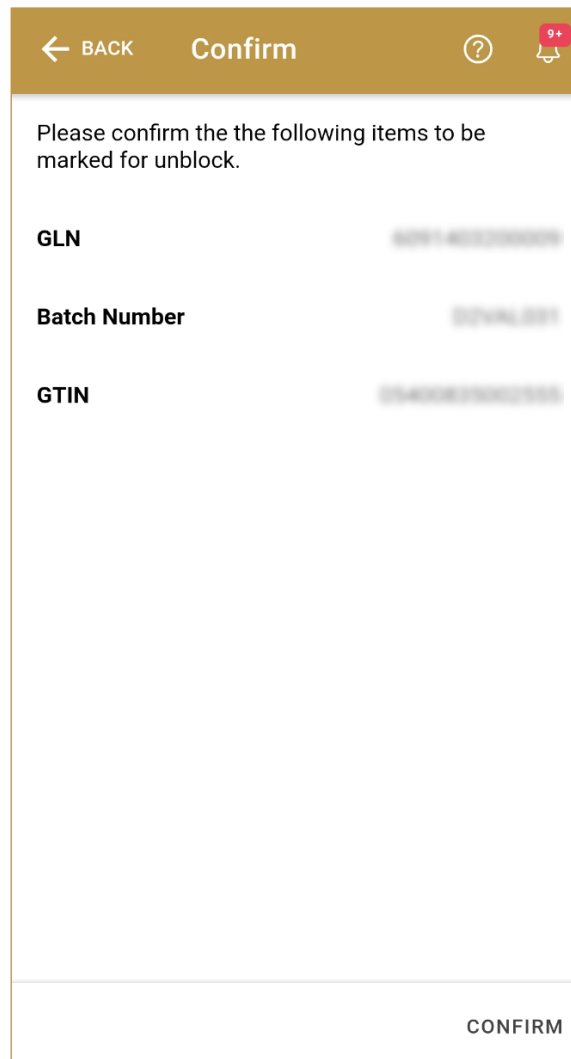 BACK Confirm 9+
Please confirm the the following items to be
marked for unblock.
GLN
Batch Number
GTIN
CONFIRM